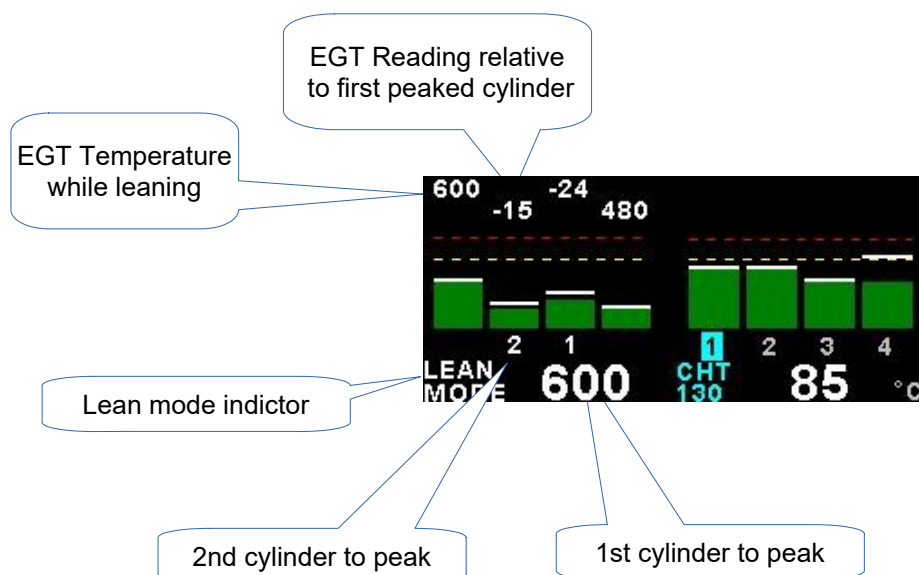 EGT Reading relative
to first peaked cylinder
EGT Temperature
while leaning
600 -24
-15 480
2 1
1 2 3 4
LEAN
MODE
600
CHT
130
85
°C
Lean mode indictor
2nd cylinder to peak
1st cylinder to peak